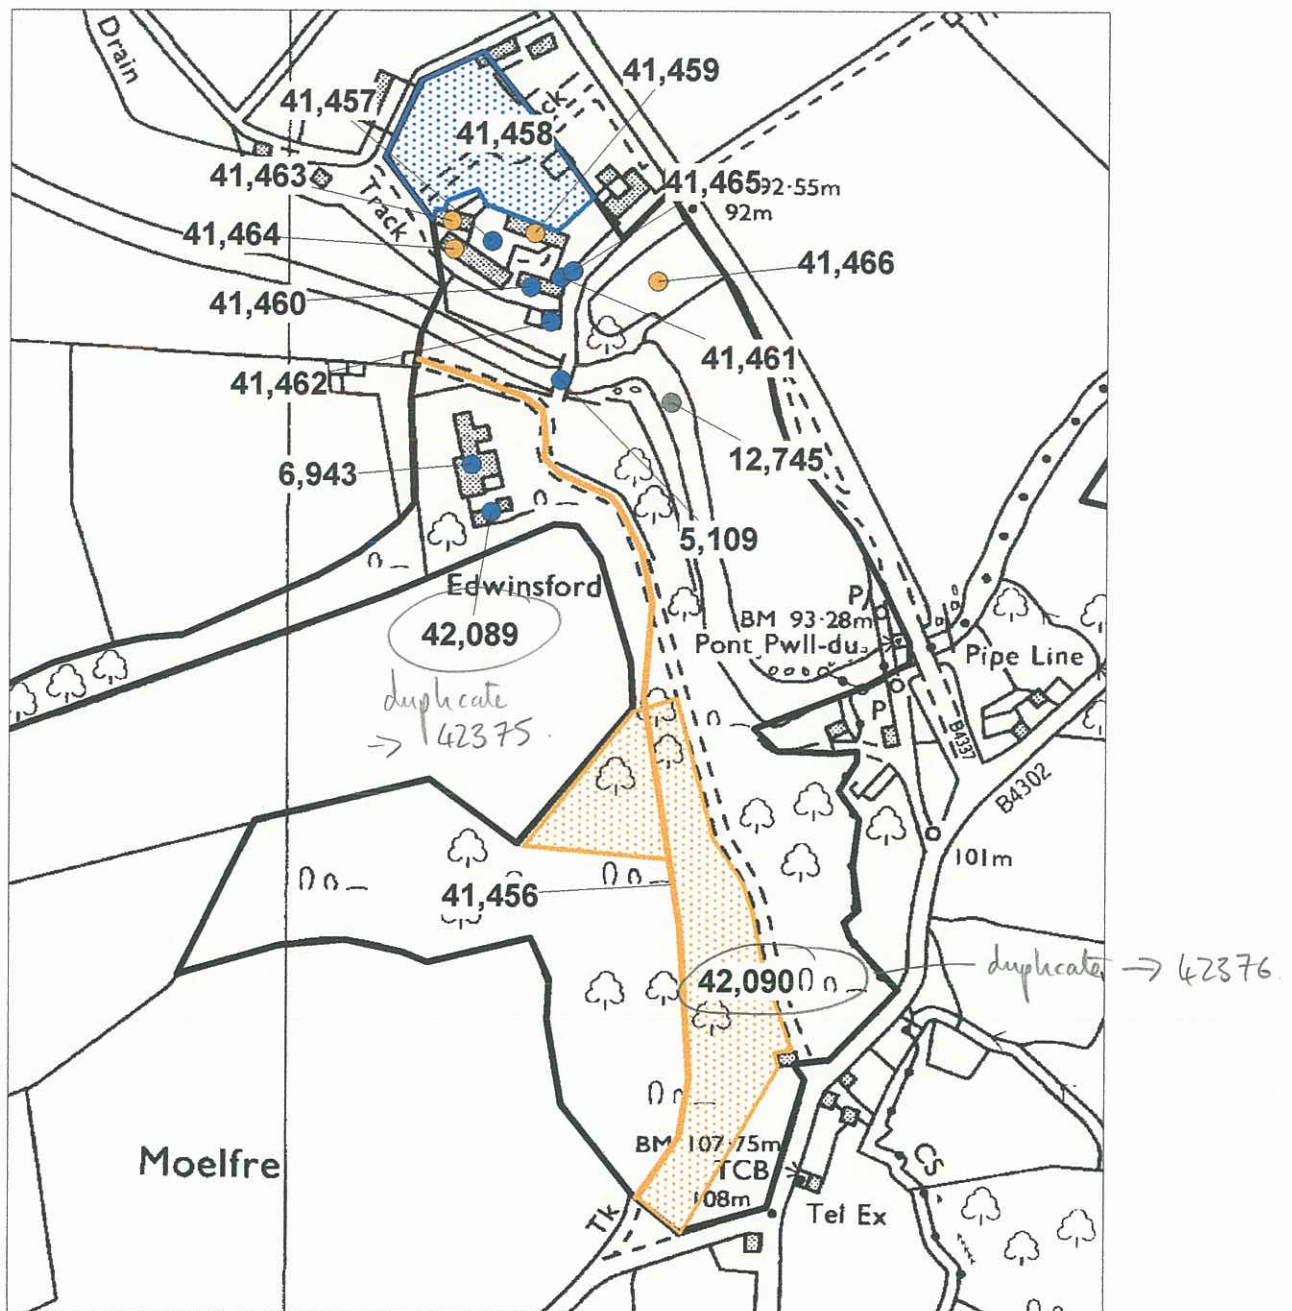 Drain
41,457
41,459
41,458
ck
41,463
41,465
92·55m
92m
Track
41,464
41,466
41,460
41,461
41,462
12,745
6,943
5,109
Edwinsford
P
BM 93·28m
Pont Pwll-du
42,089
Pipe Line
duplicate
→ 42375.
P
B4337
B4302
101m
41,456
42,090
duplicate → 42376.
BM 107·75m
TCB
Moelfre
108m
CS
Tk
Tel Ex